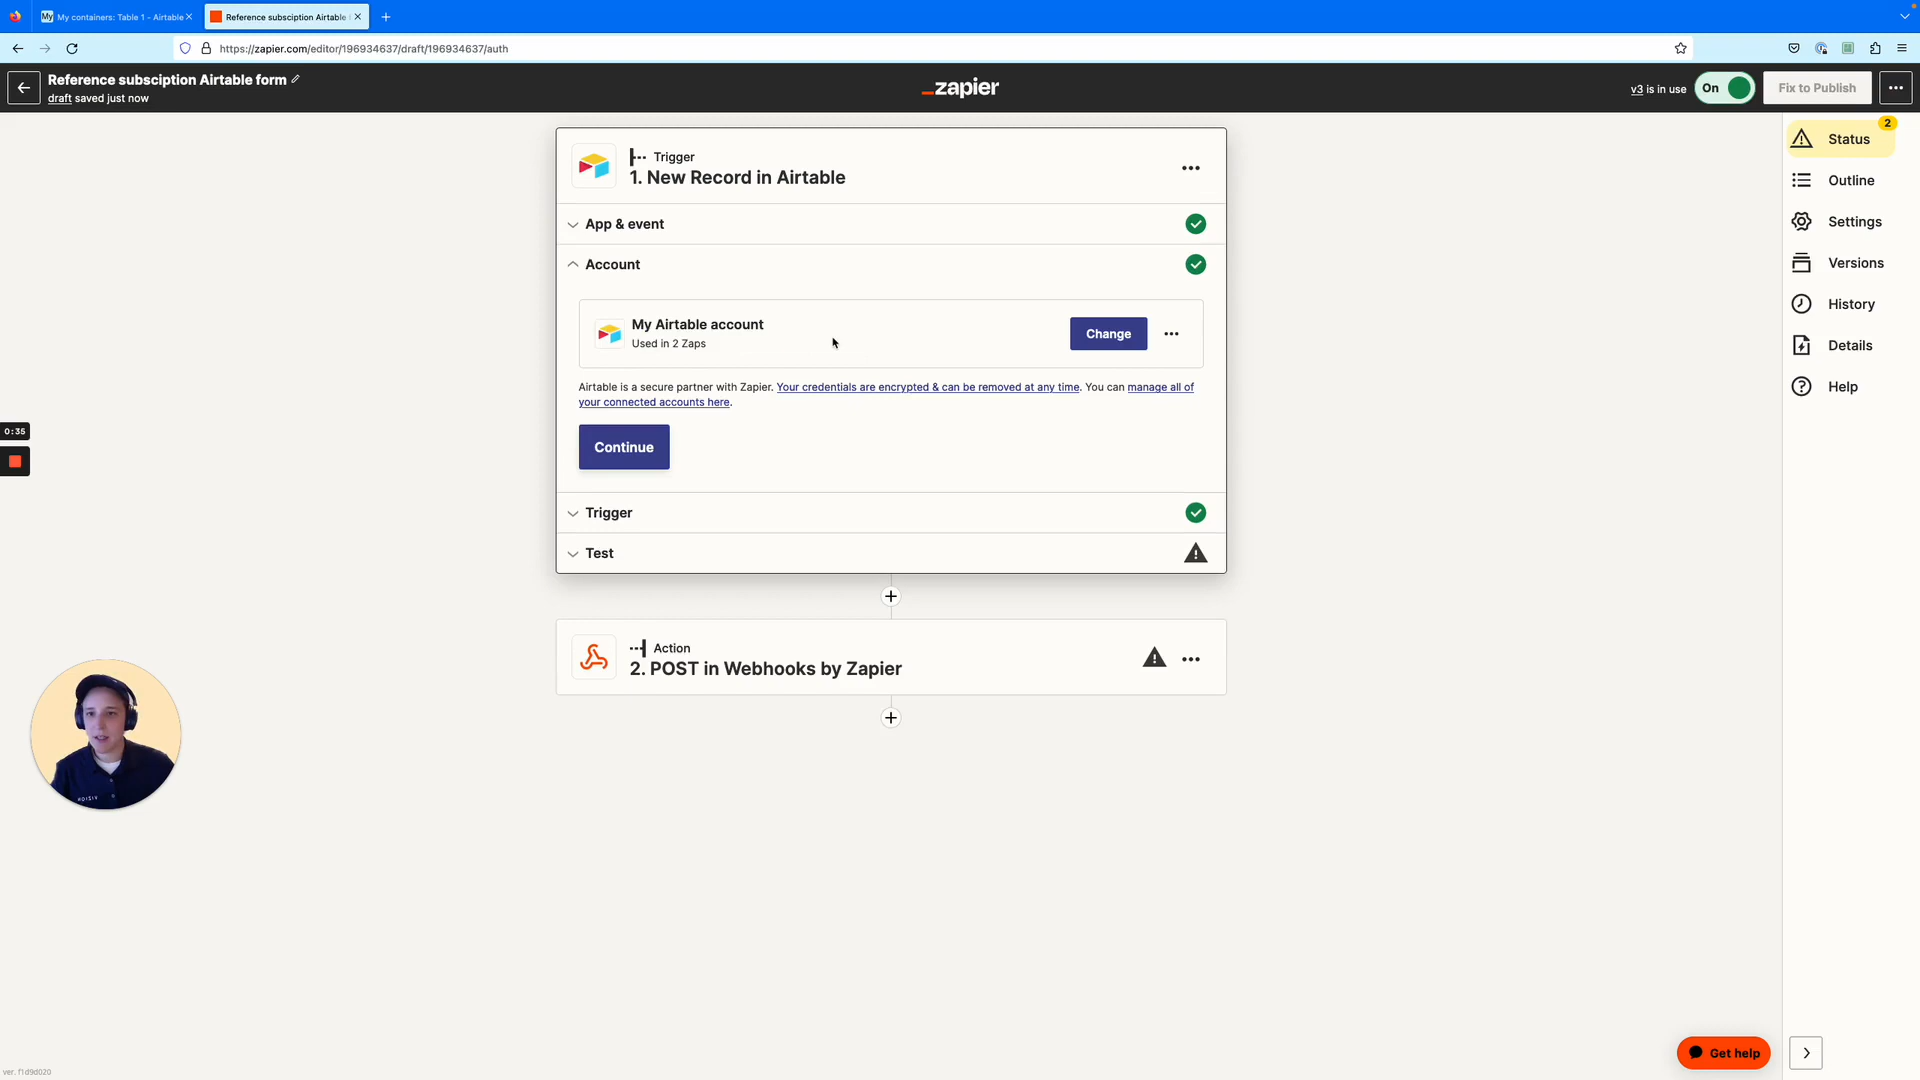 My containers: Table 1 - Airtable
Reference subsciption Airtable
https://zapier.com/editor/196934637/draft/196934637/auth
Reference subsciption Airtable form
draft saved just now
_zapier
v3 is in use
On
Fix to Publish
Trigger
1. New Record in Airtable
App & event
Account
My Airtable account
Used in 2 Zaps
Change
Airtable is a secure partner with Zapier. Your credentials are encrypted & can be removed at any time. You can manage all of
your connected accounts here.
Continue
Trigger
Test
Action
2. POST in Webhooks by Zapier
2
Status
Outline
Settings
Versions
History
Details
Help
0:35
Get help
ver. f1d9d020